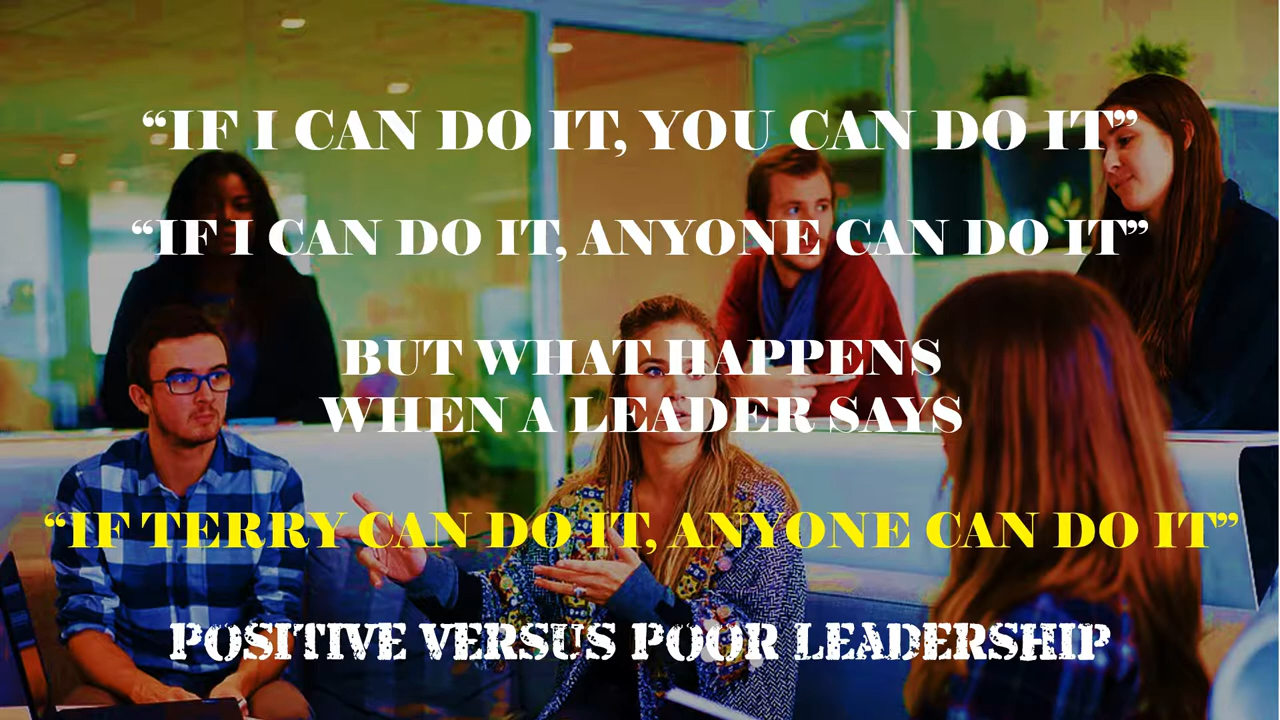 “IF I CAN DO IT, YOU CAN DO IT”
“IF I CAN DO IT, ANYONE CAN DO IT”
BUT WHAT HAPPENS
WHEN A LEADER SAYS
“IF TERRY CAN DO IT, ANYONE CAN DO IT”
POSITIVE VERSUS POOR LEADERSHIP